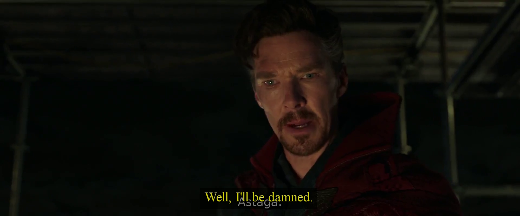 Well, I'll be damned.
Astaga.